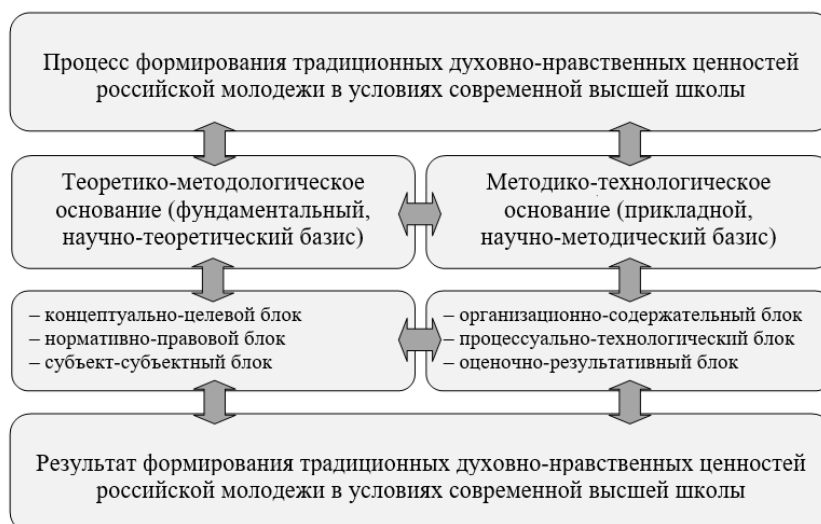 Процесс формирования традиционных духовно-нравственных ценностей
российской молодежи в условиях современной высшей школы
Теоретико-методологическое
основание (фундаментальный,
научно-теоретический базис)
Методико-технологическое
основание (прикладной,
научно-методический базис)
– концептуально-целевой блок
– нормативно-правовой блок
– субъект-субъектный блок
– организационно-содержательный блок
– процессуально-технологический блок
– оценочно-результативный блок
Результат формирования традиционных духовно-нравственных ценностей
российской молодежи в условиях современной высшей школы